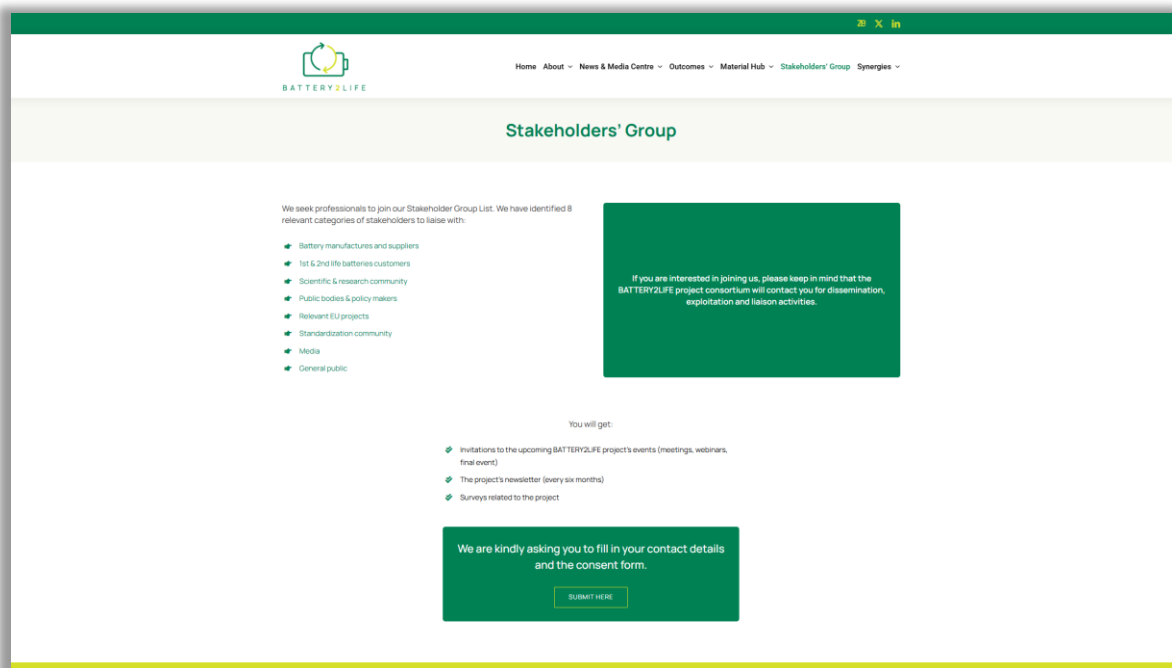 BATTERY2LIFE
Home About News & Media Centre Outcomes Material Hub Stakeholders' Group Synergies
Stakeholders' Group
We seek professionals to join our Stakeholder Group List. We have identified 8
relevant categories of stakeholders to liaise with:
Battery manufactures and suppliers
1st & 2nd life batteries customers
Scientific & research community
Public bodies & policy makers
Relevant EU projects
Standardization community
Media
General public
If you are interested in joining us, please keep in mind that the
BATTERY2LIFE project consortium will contact you for dissemination,
exploitation and liaison activities.
You will get:
Invitations to the upcoming BATTERY2LIFE project's events (meetings, webinars,
final event)
The project's newsletter (every six months)
Surveys related to the project
We are kindly asking you to fill in your contact details
and the consent form.
SUBMIT HERE